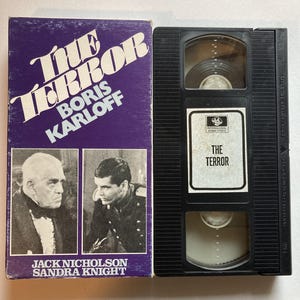 THE
TERROR
BORIS
KARLOFF
JACK NICHOLSON
SANDRA KNIGHT
THE
TERROR